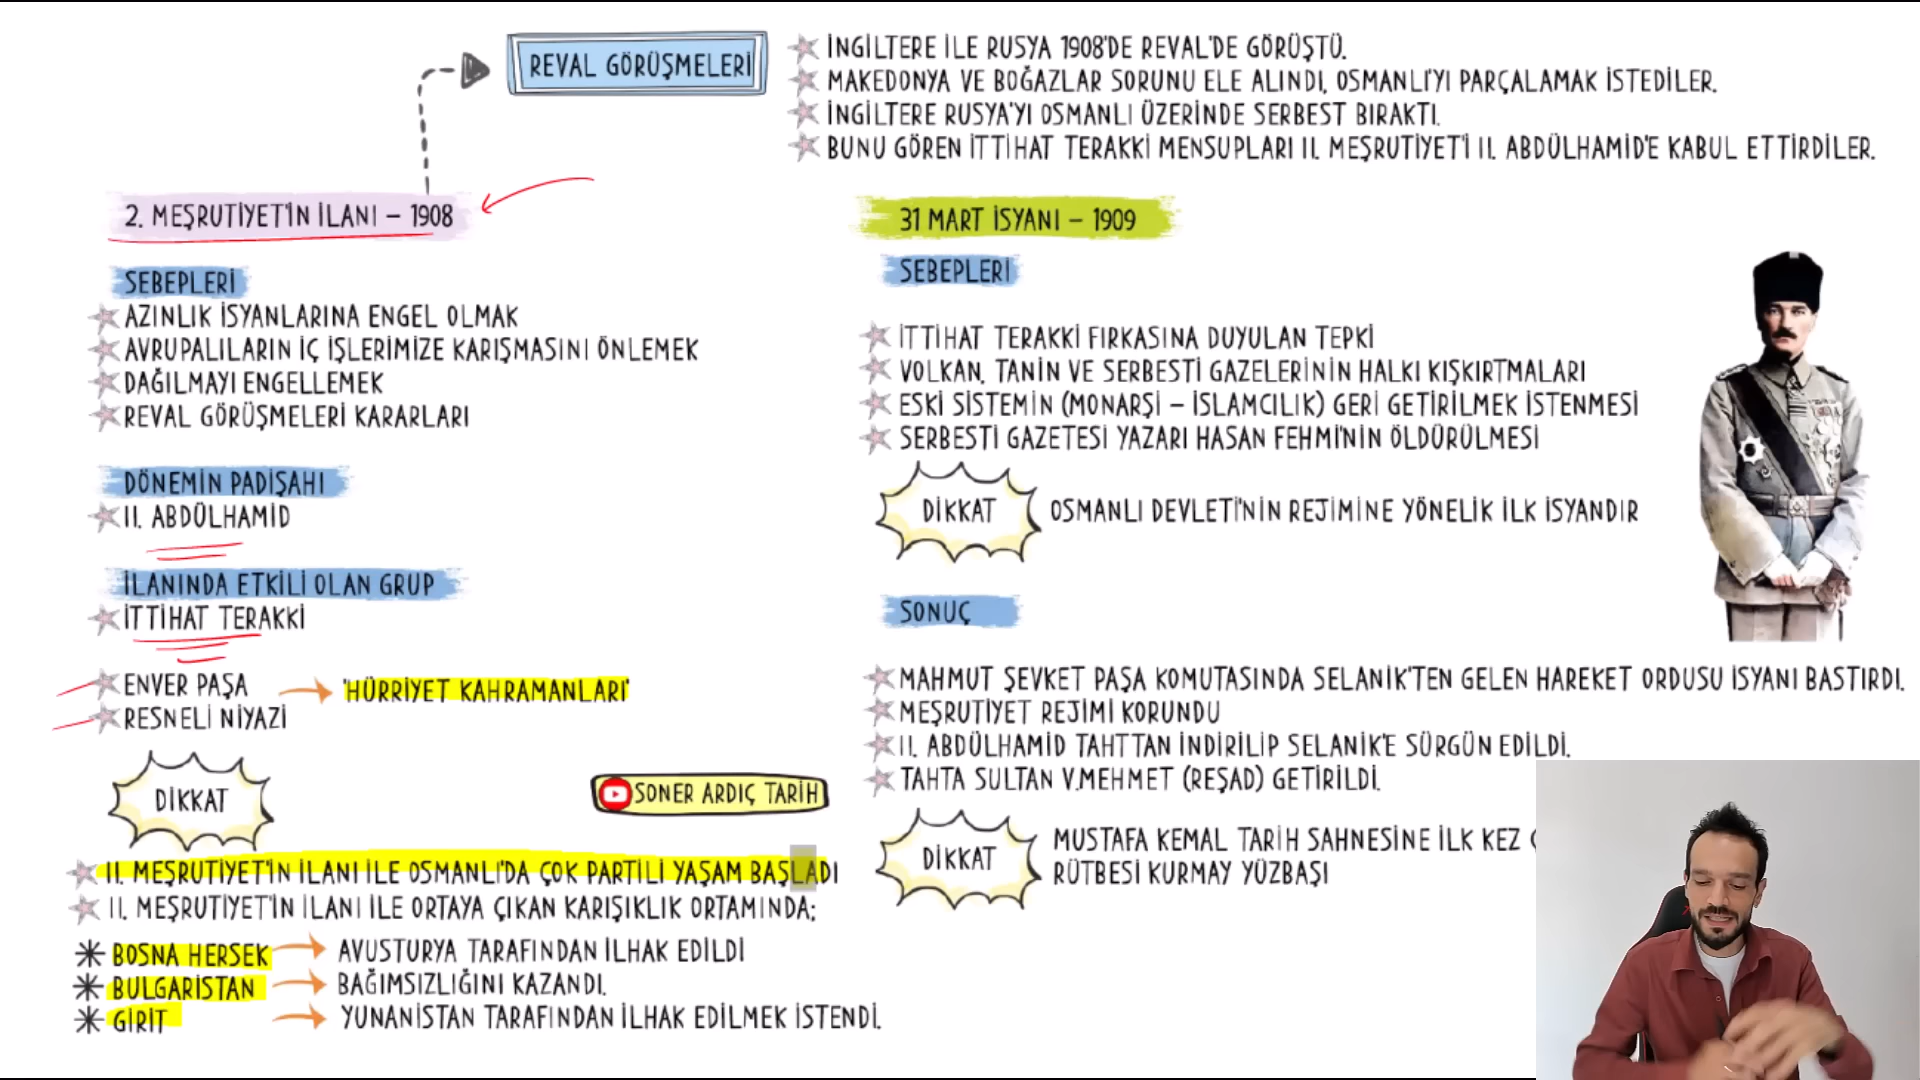 REVAL GÖRÜŞMELERİ
İNGİLTERE İLE RUSYA 1908'DE REVAL'DE GÖRÜŞTÜ.
MAKEDONYA VE BOĞAZLAR SORUNU ELE ALINDI, OSMANLI'YI PARÇALAMAK İSTEDİLER.
İNGİLTERE RUSYA'YI OSMANLI ÜZERİNDE SERBEST BIRAKTI.
BUNU GÖREN İTTİHAT TERAKKİ MENSUPLARI II. MEŞRUTİYET'İ II. ABDÜLHAMİD'E KABUL ETTİRDİLER.
2. MEŞRUTİYET'İN İLANI – 1908
SEBEPLERİ
AZINLIK İSYANLARINA ENGEL OLMAK
AVRUPALILARIN İÇ İŞLERİMİZE KARIŞMASINI ÖNLEMEK
DAĞILMAYI ENGELLEMEK
REVAL GÖRÜŞMELERİ KARARLARI
DÖNEMİN PADİŞAHI
II. ABDÜLHAMİD
İLANINDA ETKİLİ OLAN GRUP
İTTİHAT TERAKKİ
ENVER PAŞA
RESNELİ NİYAZİ
'HÜRRİYET KAHRAMANLARI'
DİKKAT
SONER ARDIÇ TARİH
II. MEŞRUTİYET'İN İLANI İLE OSMANLI'DA ÇOK PARTİLİ YAŞAM BAŞLADI
II. MEŞRUTİYET'İN İLANI İLE ORTAYA ÇIKAN KARIŞIKLIK ORTAMINDA;
BOSNA HERSEK AVUSTURYA TARAFINDAN İLHAK EDİLDİ
BULGARİSTAN BAĞIMSIZLIĞINI KAZANDI.
GİRİT YUNANİSTAN TARAFINDAN İLHAK EDİLMEK İSTENDİ.
31 MART İSYANI – 1909
SEBEPLERİ
İTTİHAT TERAKKİ FIRKASINA DUYULAN TEPKİ
VOLKAN, TANİN VE SERBESTİ GAZELERİNİN HALKI KIŞKIRTMALARI
ESKİ SİSTEMİN (MONARŞİ – İSLAMCILIK) GERİ GETİRİLMEK İSTENMESİ
SERBESTİ GAZETESİ YAZARI HASAN FEHMİ'NİN ÖLDÜRÜLMESİ
DİKKAT
OSMANLI DEVLETİ'NİN REJİMİNE YÖNELİK İLK İSYANDIR
SONUÇ
MAHMUT ŞEVKET PAŞA KOMUTASINDA SELANİK'TEN GELEN HAREKET ORDUSU İSYANI BASTIRDI.
MEŞRUTİYET REJİMİ KORUNDU
II. ABDÜLHAMİD TAHTTAN İNDİRİLİP SELANİK'E SÜRGÜN EDİLDİ.
TAHTA SULTAN V.MEHMET (REŞAD) GETİRİLDİ.
DİKKAT
MUSTAFA KEMAL TARİH SAHNESİNE İLK KEZ
RÜTBESİ KURMAY YÜZBAŞI